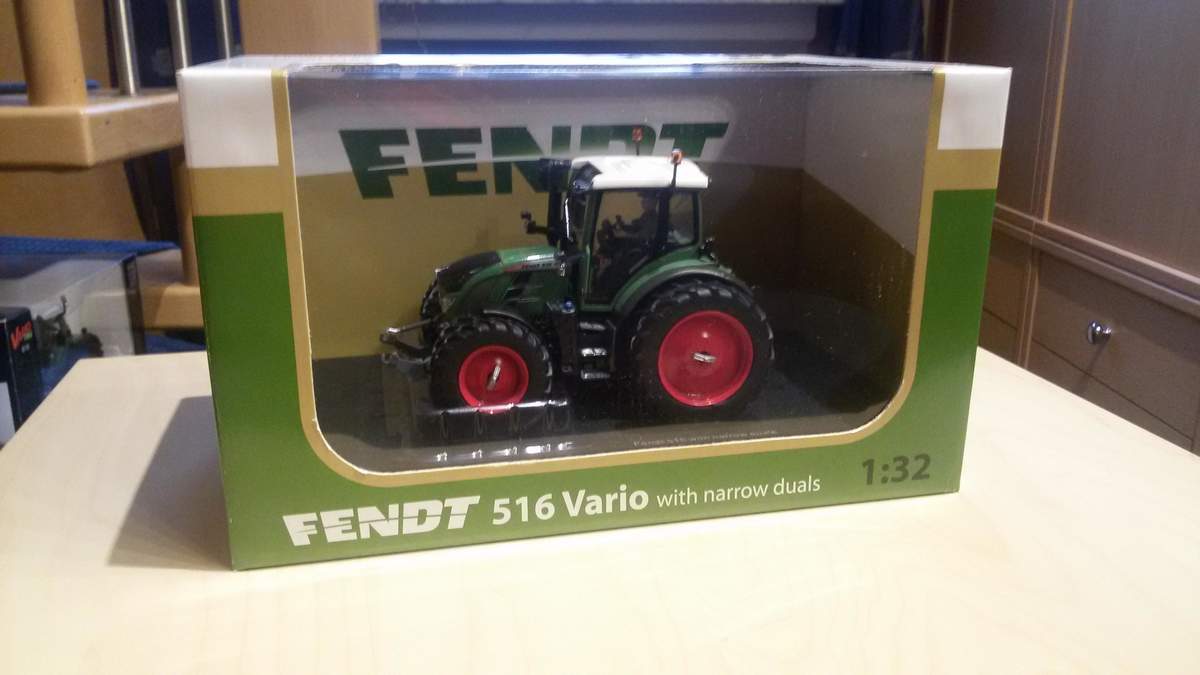 FENDT
FENDT 516 Vario with narrow duals
1:32